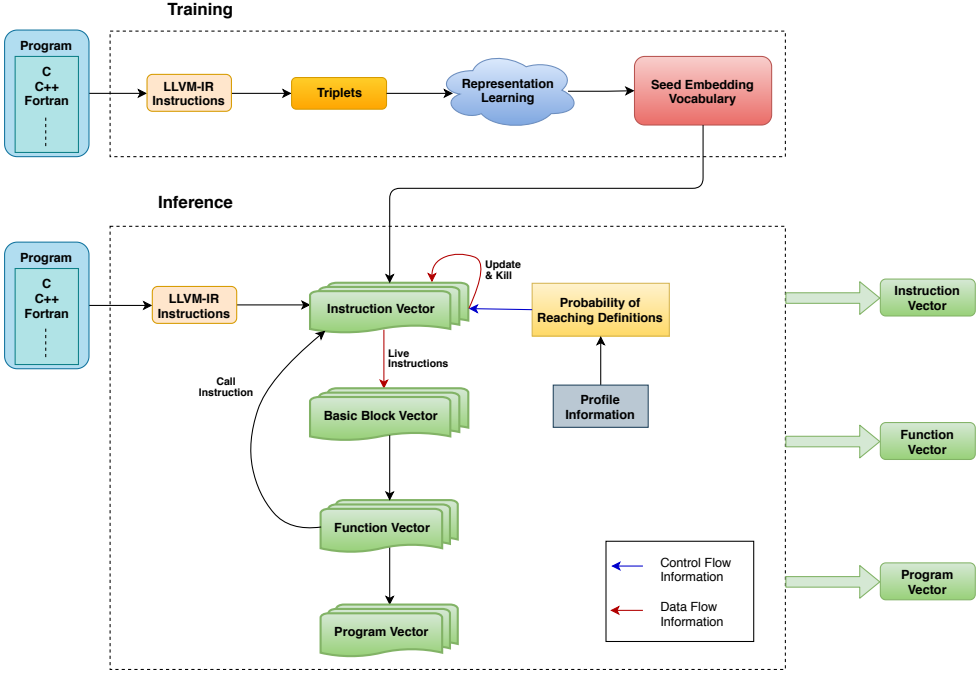 Training
Program
C
C++
Fortran
LLVM-IR
Instructions
Triplets
Representation
Learning
Seed Embedding
Vocabulary
Inference
Program
C
C++
Fortran
LLVM-IR
Instructions
Instruction Vector
Update
& Kill
Probability of
Reaching Definitions
Instruction
Vector
Live
Instructions
Call
Instruction
Profile
Information
Basic Block Vector
Function
Vector
Function Vector
Control Flow
Information
Data Flow
Information
Program
Vector
Program Vector